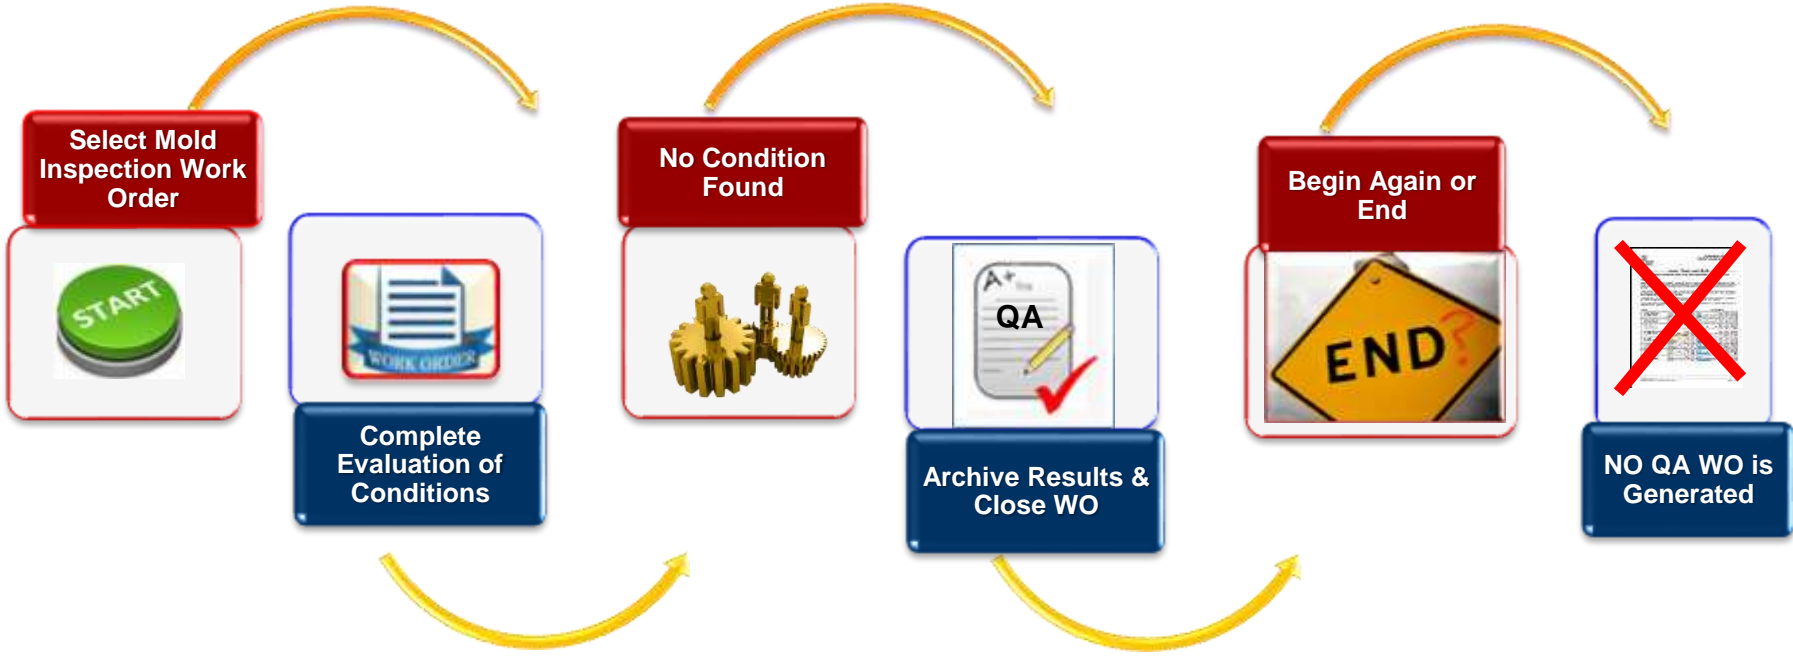 Select Mold
Inspection Work
Order
START
WORK ORDER
Complete
Evaluation of
Conditions
No Condition
Found
A+
QA
Archive Results &
Close WO
Begin Again or
End
END?
NO QA WO is
Generated